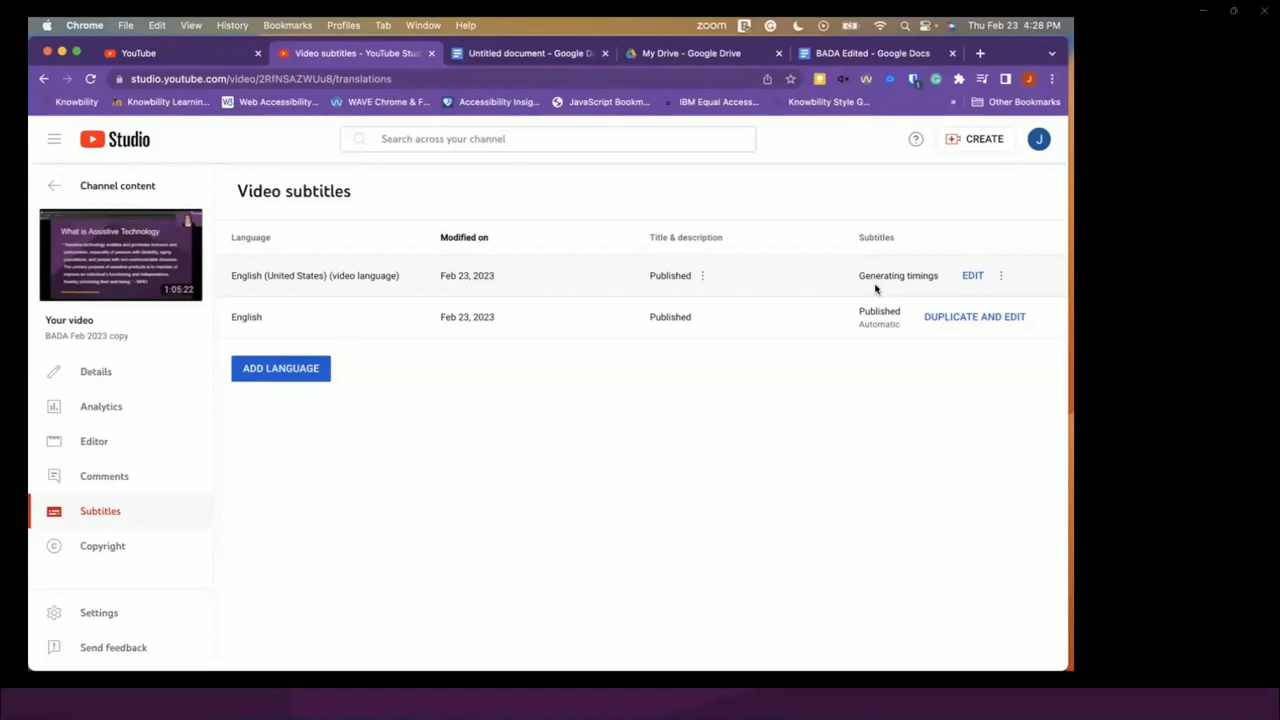 Chrome File Edit View History Bookmarks Profiles Tab Window Help zoom Thu Feb 23 4:28 PM
YouTube Video subtitles - YouTube Stu Untitled document - Google D My Drive - Google Drive BADA Edited - Google Docs
studio.youtube.com/video/2RfNSAZWUu8/translations
Knowbility Knowbility Learnin... Web Accessibility... WAVE Chrome & F... Accessibility Insig... JavaScript Bookm... IBM Equal Access... Knowbility Style G... » Other Bookmarks
Studio Search across your channel CREATE J
Channel content
Video subtitles
What is Assistive Technology
1:05:22
Your video
BADA Feb 2023 copy
Language Modified on Title & description Subtitles
English (United States) (video language) Feb 23, 2023 Published Generating timings EDIT
English Feb 23, 2023 Published Published DUPLICATE AND EDIT
Automatic
ADD LANGUAGE
Details
Analytics
Editor
Comments
Subtitles
Copyright
Settings
Send feedback